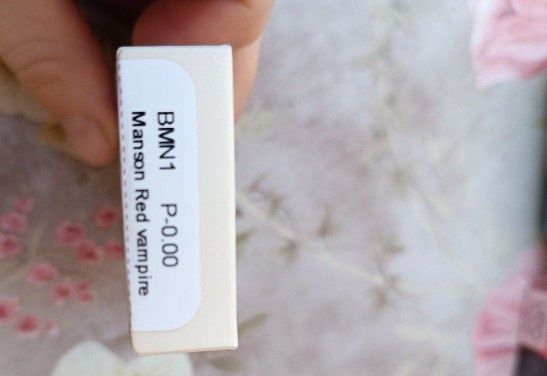 BMN1 P-0.00
Manson Red vampire